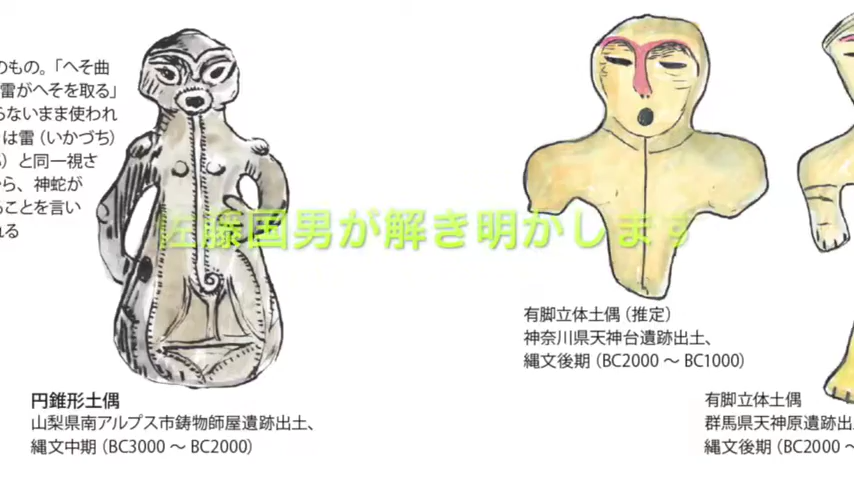 のもの。「へそ曲
雷がへそを取る」
らないまま使われ
は雷（いかづち）
）と同一視さ
ら、神蛇が
ることを言い
れる
佐藤国男が解き明かします
円錐形土偶
山梨県南アルプス市鋳物師屋遺跡出土、
縄文中期（BC3000 〜 BC2000）
有脚立体土偶（推定）
神奈川県天神台遺跡出土、
縄文後期（BC2000 〜 BC1000）
有脚立体土偶
群馬県天神原遺跡出土
縄文後期（BC2000 〜